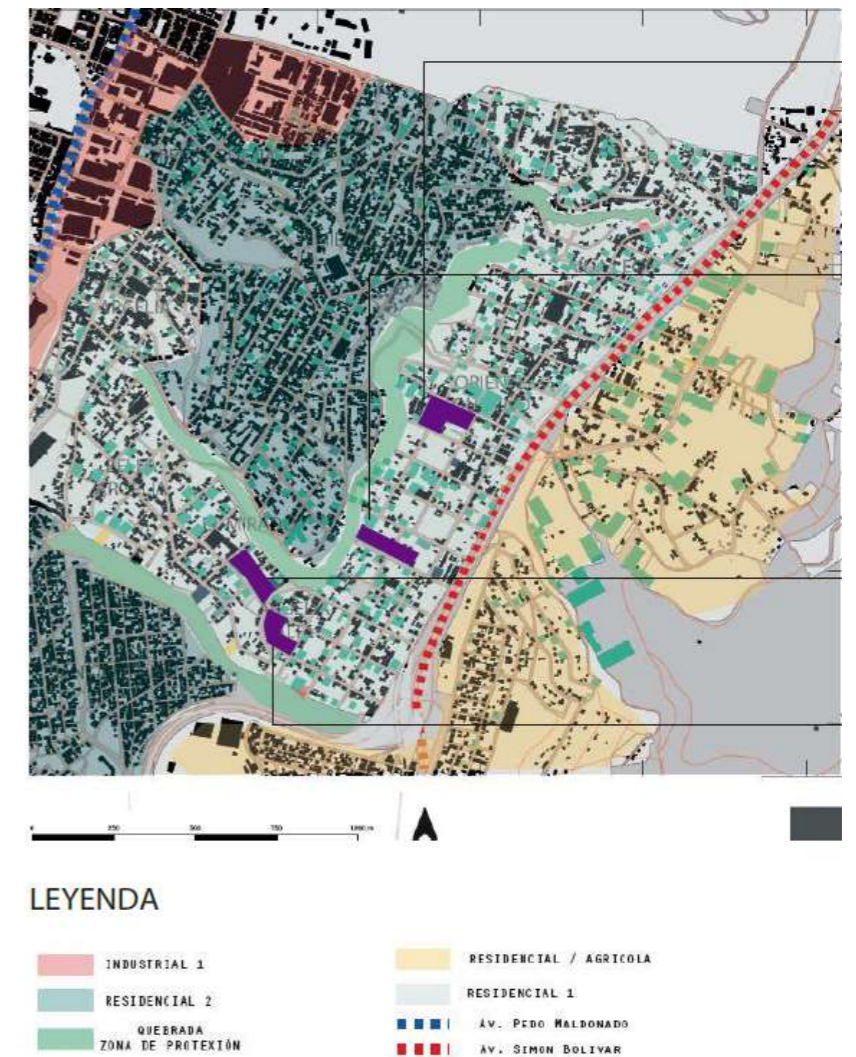 0 250 500 750 1000 m
LEYENDA
INDUSTRIAL 1
RESIDENCIAL 2
QUEBRADA
ZONA DE PROTEXIÓN
RESIDENCIAL / AGRICOLA
RESIDENCIAL 1
AV. PEDO MALDONADO
AV. SIMON BOLIVAR